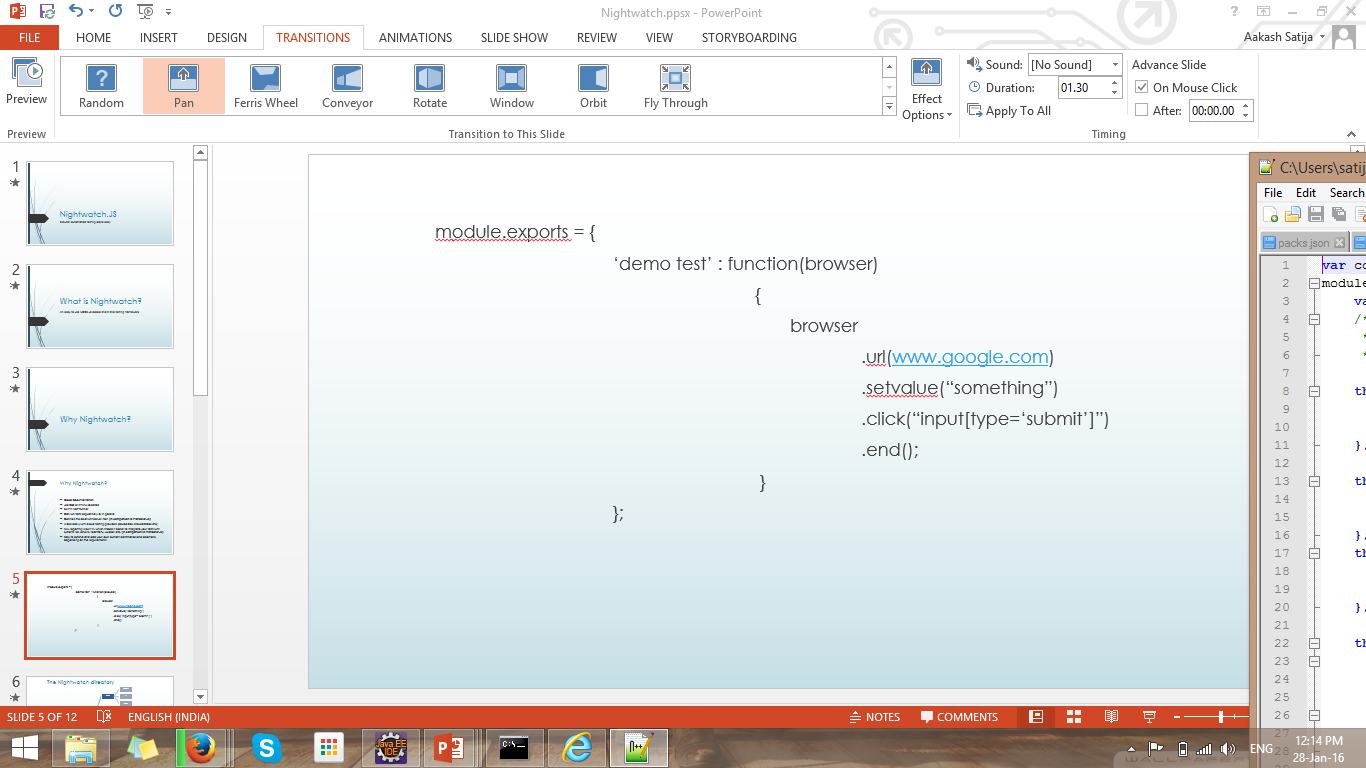 Nightwatch.ppsx - PowerPoint
FILE HOME INSERT DESIGN TRANSITIONS ANIMATIONS SLIDE SHOW REVIEW VIEW STORYBOARDING
Aakash Satija
Preview
Random Pan Ferris Wheel Conveyor Rotate Window Orbit Fly Through
Effect
Options
Sound: [No Sound]
Duration: 01.30
Apply To All
Advance Slide
On Mouse Click
After: 00:00.00
Preview Transition to This Slide Timing
1
Nightwatch.JS
2
What is Nightwatch?
3
Why Nightwatch?
4
Why Nightwatch?
5
6
The Nightwatch directory
module.exports = {
‘demo test’ : function(browser)
{
browser
.url(www.google.com)
.setvalue(“something”)
.click(“input[type=‘submit’]”)
.end();
}
};
C:\Users\satij
File Edit Search
packs.json
1 var co
2 module
3 va
4 /*
5 *
6 *
7
8 th
9
10
11 };
12
13 th
14
15
16 };
17 th
18
19
20 };
21
22 th
23
24
25
26
27
28
SLIDE 5 OF 12 ENGLISH (INDIA) NOTES COMMENTS
ENG
12:14 PM
28-Jan-16